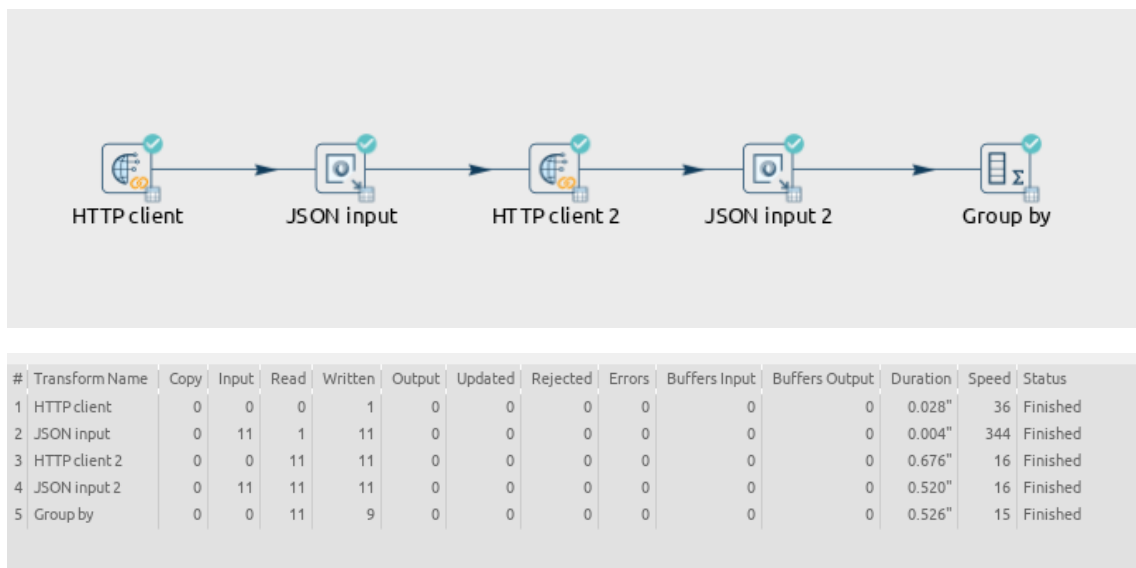 HTTP client JSON input HTTP client 2 JSON input 2 Group by
# Transform Name Copy Input Read Written Output Updated Rejected Errors Buffers Input Buffers Output Duration Speed Status
1 HTTP client 0 0 0 1 0 0 0 0 0 0 0.028" 36 Finished
2 JSON input 0 11 1 11 0 0 0 0 0 0 0.004" 344 Finished
3 HTTP client 2 0 0 11 11 0 0 0 0 0 0 0.676" 16 Finished
4 JSON input 2 0 11 11 11 0 0 0 0 0 0 0.520" 16 Finished
5 Group by 0 0 11 9 0 0 0 0 0 0 0.526" 15 Finished